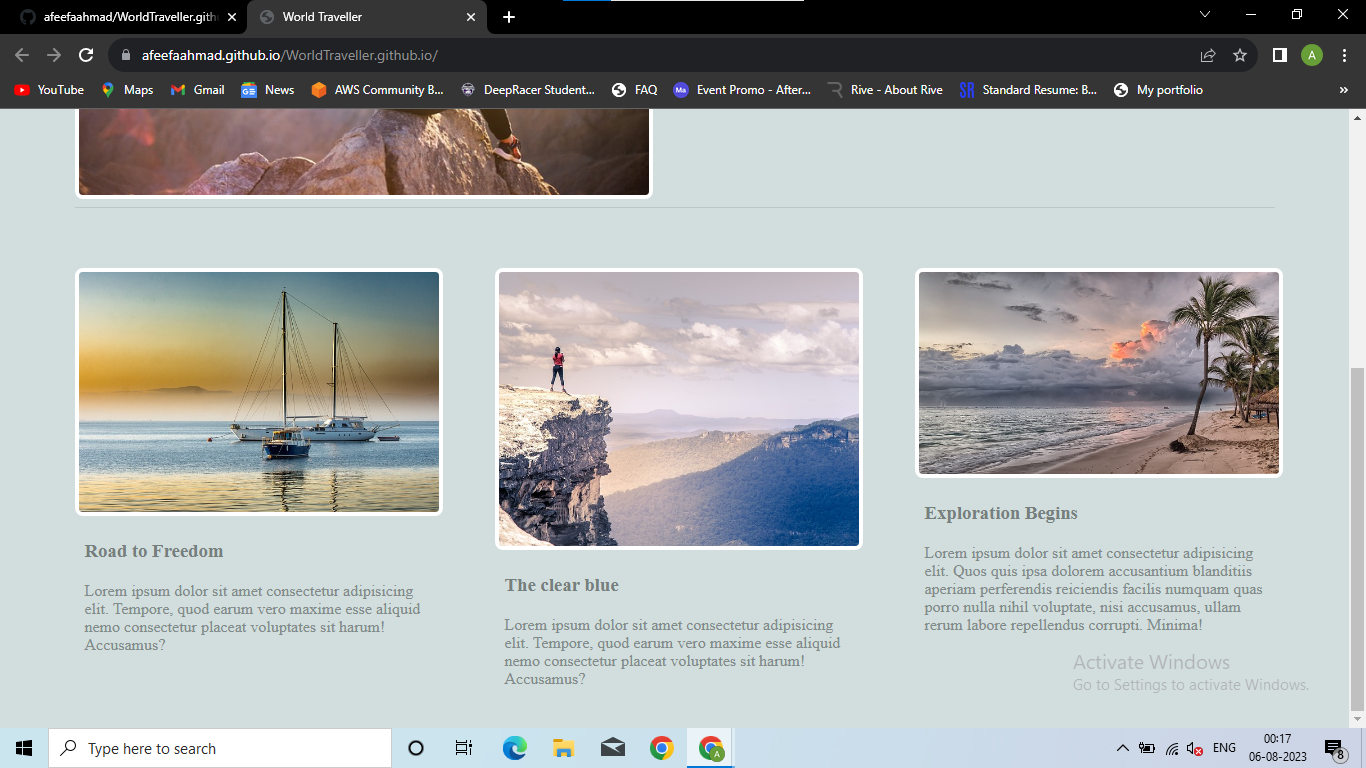 afeefaahmad/WorldTraveller.gith
World Traveller
afeefaahmad.github.io/WorldTraveller.github.io/
A
YouTube
Maps
Gmail
News
AWS Community B...
DeepRacer Student...
FAQ
Ma
Event Promo - After...
Rive - About Rive
SR
Standard Resume: B...
My portfolio
»
Road to Freedom
Lorem ipsum dolor sit amet consectetur adipisicing
elit. Tempore, quod earum vero maxime esse aliquid
nemo consectetur placeat voluptates sit harum!
Accusamus?
The clear blue
Lorem ipsum dolor sit amet consectetur adipisicing
elit. Tempore, quod earum vero maxime esse aliquid
nemo consectetur placeat voluptates sit harum!
Accusamus?
Exploration Begins
Lorem ipsum dolor sit amet consectetur adipisicing
elit. Quos quis ipsa dolorem accusantium blanditiis
aperiam perferendis reiciendis facilis numquam quas
porro nulla nihil voluptate, nisi accusamus, ullam
rerum labore repellendus corrupti. Minima!
Activate Windows
Go to Settings to activate Windows.
Type here to search
A
ENG
00:17
06-08-2023
8